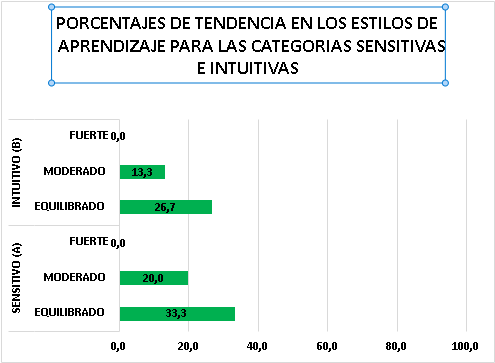 PORCENTAJES DE TENDENCIA EN LOS ESTILOS DE
APRENDIZAJE PARA LAS CATEGORIAS SENSITIVAS
E INTUITIVAS
INTUITIVO (B)
FUERTE 0,0
MODERADO 13,3
EQUILIBRADO 26,7
SENSITIVO (A)
FUERTE 0,0
MODERADO 20,0
EQUILIBRADO 33,3
0,0 20,0 40,0 60,0 80,0 100,0